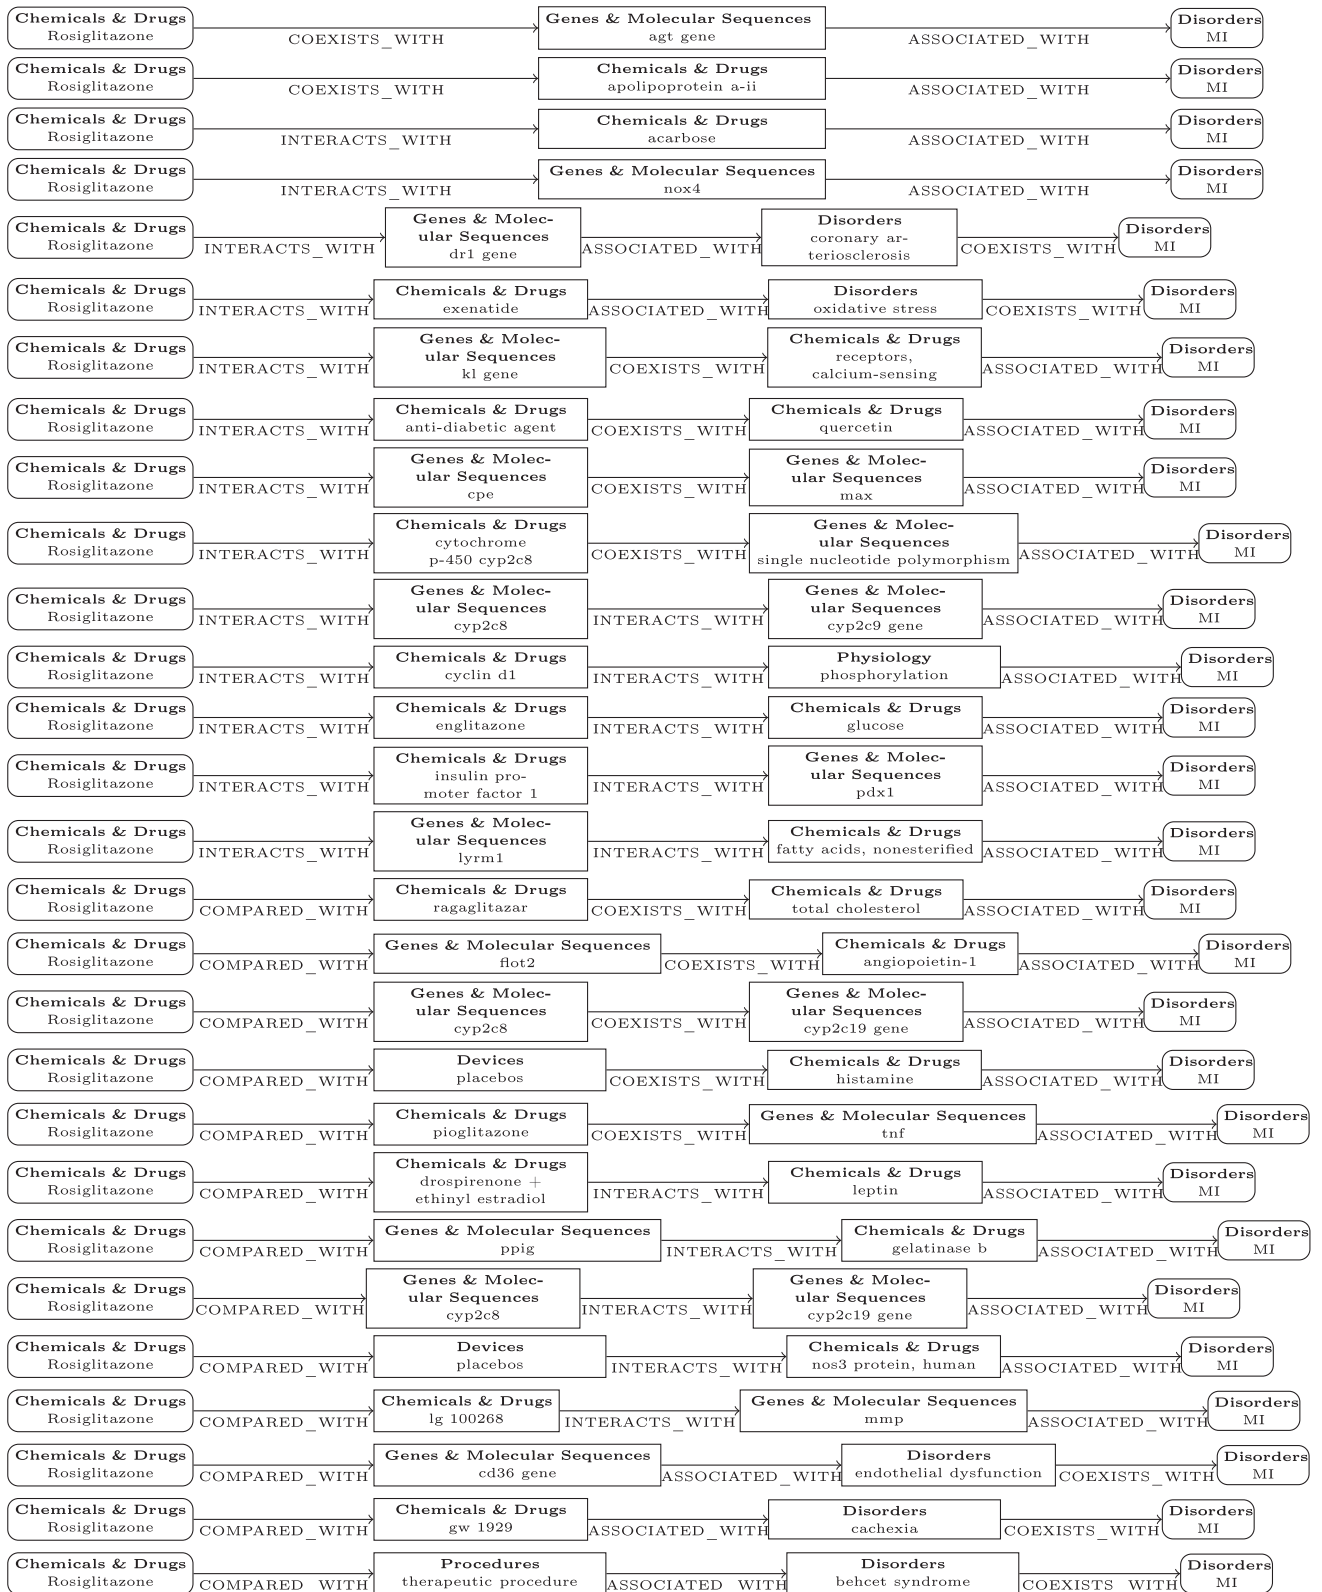 Chemicals & Drugs Genes & Molecular Sequences Disorders
Rosiglitazone COEXISTS_WITH agt gene ASSOCIATED_WITH MI
Chemicals & Drugs Chemicals & Drugs Disorders
Rosiglitazone COEXISTS_WITH apolipoprotein a-ii ASSOCIATED_WITH MI
Chemicals & Drugs Chemicals & Drugs Disorders
Rosiglitazone INTERACTS_WITH acarbose ASSOCIATED_WITH MI
Chemicals & Drugs Genes & Molecular Sequences Disorders
Rosiglitazone INTERACTS_WITH nox4 ASSOCIATED_WITH MI
Genes & Molec- Disorders
Chemicals & Drugs ular Sequences coronary ar- Disorders
Rosiglitazone INTERACTS_WITH dr1 gene ASSOCIATED_WITH teriosclerosis COEXISTS_WITH MI
Chemicals & Drugs Chemicals & Drugs Disorders Disorders
Rosiglitazone INTERACTS_WITH exenatide ASSOCIATED_WITH oxidative stress COEXISTS_WITH MI
Genes & Molec- Chemicals & Drugs
Chemicals & Drugs ular Sequences receptors, Disorders
Rosiglitazone INTERACTS_WITH kl gene COEXISTS_WITH calcium-sensing ASSOCIATED_WITH MI
Chemicals & Drugs Chemicals & Drugs Chemicals & Drugs Disorders
Rosiglitazone INTERACTS_WITH anti-diabetic agent COEXISTS_WITH quercetin ASSOCIATED_WITH MI
Genes & Molec- Genes & Molec-
Chemicals & Drugs ular Sequences ular Sequences Disorders
Rosiglitazone INTERACTS_WITH cpe COEXISTS_WITH max ASSOCIATED_WITH MI
Chemicals & Drugs Genes & Molec-
Chemicals & Drugs cytochrome ular Sequences Disorders
Rosiglitazone INTERACTS_WITH p-450 cyp2c8 COEXISTS_WITH single nucleotide polymorphism ASSOCIATED_WITH MI
Genes & Molec- Genes & Molec-
Chemicals & Drugs ular Sequences ular Sequences Disorders
Rosiglitazone INTERACTS_WITH cyp2c8 INTERACTS_WITH cyp2c9 gene ASSOCIATED_WITH MI
Chemicals & Drugs Chemicals & Drugs Physiology Disorders
Rosiglitazone INTERACTS_WITH cyclin d1 INTERACTS_WITH phosphorylation ASSOCIATED_WITH MI
Chemicals & Drugs Chemicals & Drugs Chemicals & Drugs Disorders
Rosiglitazone INTERACTS_WITH englitazone INTERACTS_WITH glucose ASSOCIATED_WITH MI
Chemicals & Drugs Genes & Molec-
Chemicals & Drugs insulin pro- ular Sequences Disorders
Rosiglitazone INTERACTS_WITH moter factor 1 INTERACTS_WITH pdx1 ASSOCIATED_WITH MI
Genes & Molec-
Chemicals & Drugs ular Sequences Chemicals & Drugs Disorders
Rosiglitazone INTERACTS_WITH lyrm1 INTERACTS_WITH fatty acids, nonesterified ASSOCIATED_WITH MI
Chemicals & Drugs Chemicals & Drugs Chemicals & Drugs Disorders
Rosiglitazone COMPARED_WITH ragaglitazar COEXISTS_WITH total cholesterol ASSOCIATED_WITH MI
Chemicals & Drugs Genes & Molecular Sequences Chemicals & Drugs Disorders
Rosiglitazone COMPARED_WITH flot2 COEXISTS_WITH angiopoietin-1 ASSOCIATED_WITH MI
Genes & Molec- Genes & Molec-
Chemicals & Drugs ular Sequences ular Sequences Disorders
Rosiglitazone COMPARED_WITH cyp2c8 COEXISTS_WITH cyp2c19 gene ASSOCIATED_WITH MI
Chemicals & Drugs Devices Chemicals & Drugs Disorders
Rosiglitazone COMPARED_WITH placebos COEXISTS_WITH histamine ASSOCIATED_WITH MI
Chemicals & Drugs Chemicals & Drugs Genes & Molecular Sequences Disorders
Rosiglitazone COMPARED_WITH pioglitazone COEXISTS_WITH tnf ASSOCIATED_WITH MI
Chemicals & Drugs
Chemicals & Drugs drospirenone + Chemicals & Drugs Disorders
Rosiglitazone COMPARED_WITH ethinyl estradiol INTERACTS_WITH leptin ASSOCIATED_WITH MI
Chemicals & Drugs Genes & Molecular Sequences Chemicals & Drugs Disorders
Rosiglitazone COMPARED_WITH ppig INTERACTS_WITH gelatinase b ASSOCIATED_WITH MI
Genes & Molec- Genes & Molec-
Chemicals & Drugs ular Sequences ular Sequences Disorders
Rosiglitazone COMPARED_WITH cyp2c8 INTERACTS_WITH cyp2c19 gene ASSOCIATED_WITH MI
Chemicals & Drugs Devices Chemicals & Drugs Disorders
Rosiglitazone COMPARED_WITH placebos INTERACTS_WITH nos3 protein, human ASSOCIATED_WITH MI
Chemicals & Drugs Chemicals & Drugs Genes & Molecular Sequences Disorders
Rosiglitazone COMPARED_WITH lg 100268 INTERACTS_WITH mmp ASSOCIATED_WITH MI
Chemicals & Drugs Genes & Molecular Sequences Disorders Disorders
Rosiglitazone COMPARED_WITH cd36 gene ASSOCIATED_WITH endothelial dysfunction COEXISTS_WITH MI
Chemicals & Drugs Chemicals & Drugs Disorders Disorders
Rosiglitazone COMPARED_WITH gw 1929 ASSOCIATED_WITH cachexia COEXISTS_WITH MI
Chemicals & Drugs Procedures Disorders Disorders
Rosiglitazone COMPARED_WITH therapeutic procedure ASSOCIATED_WITH behcet syndrome COEXISTS_WITH MI